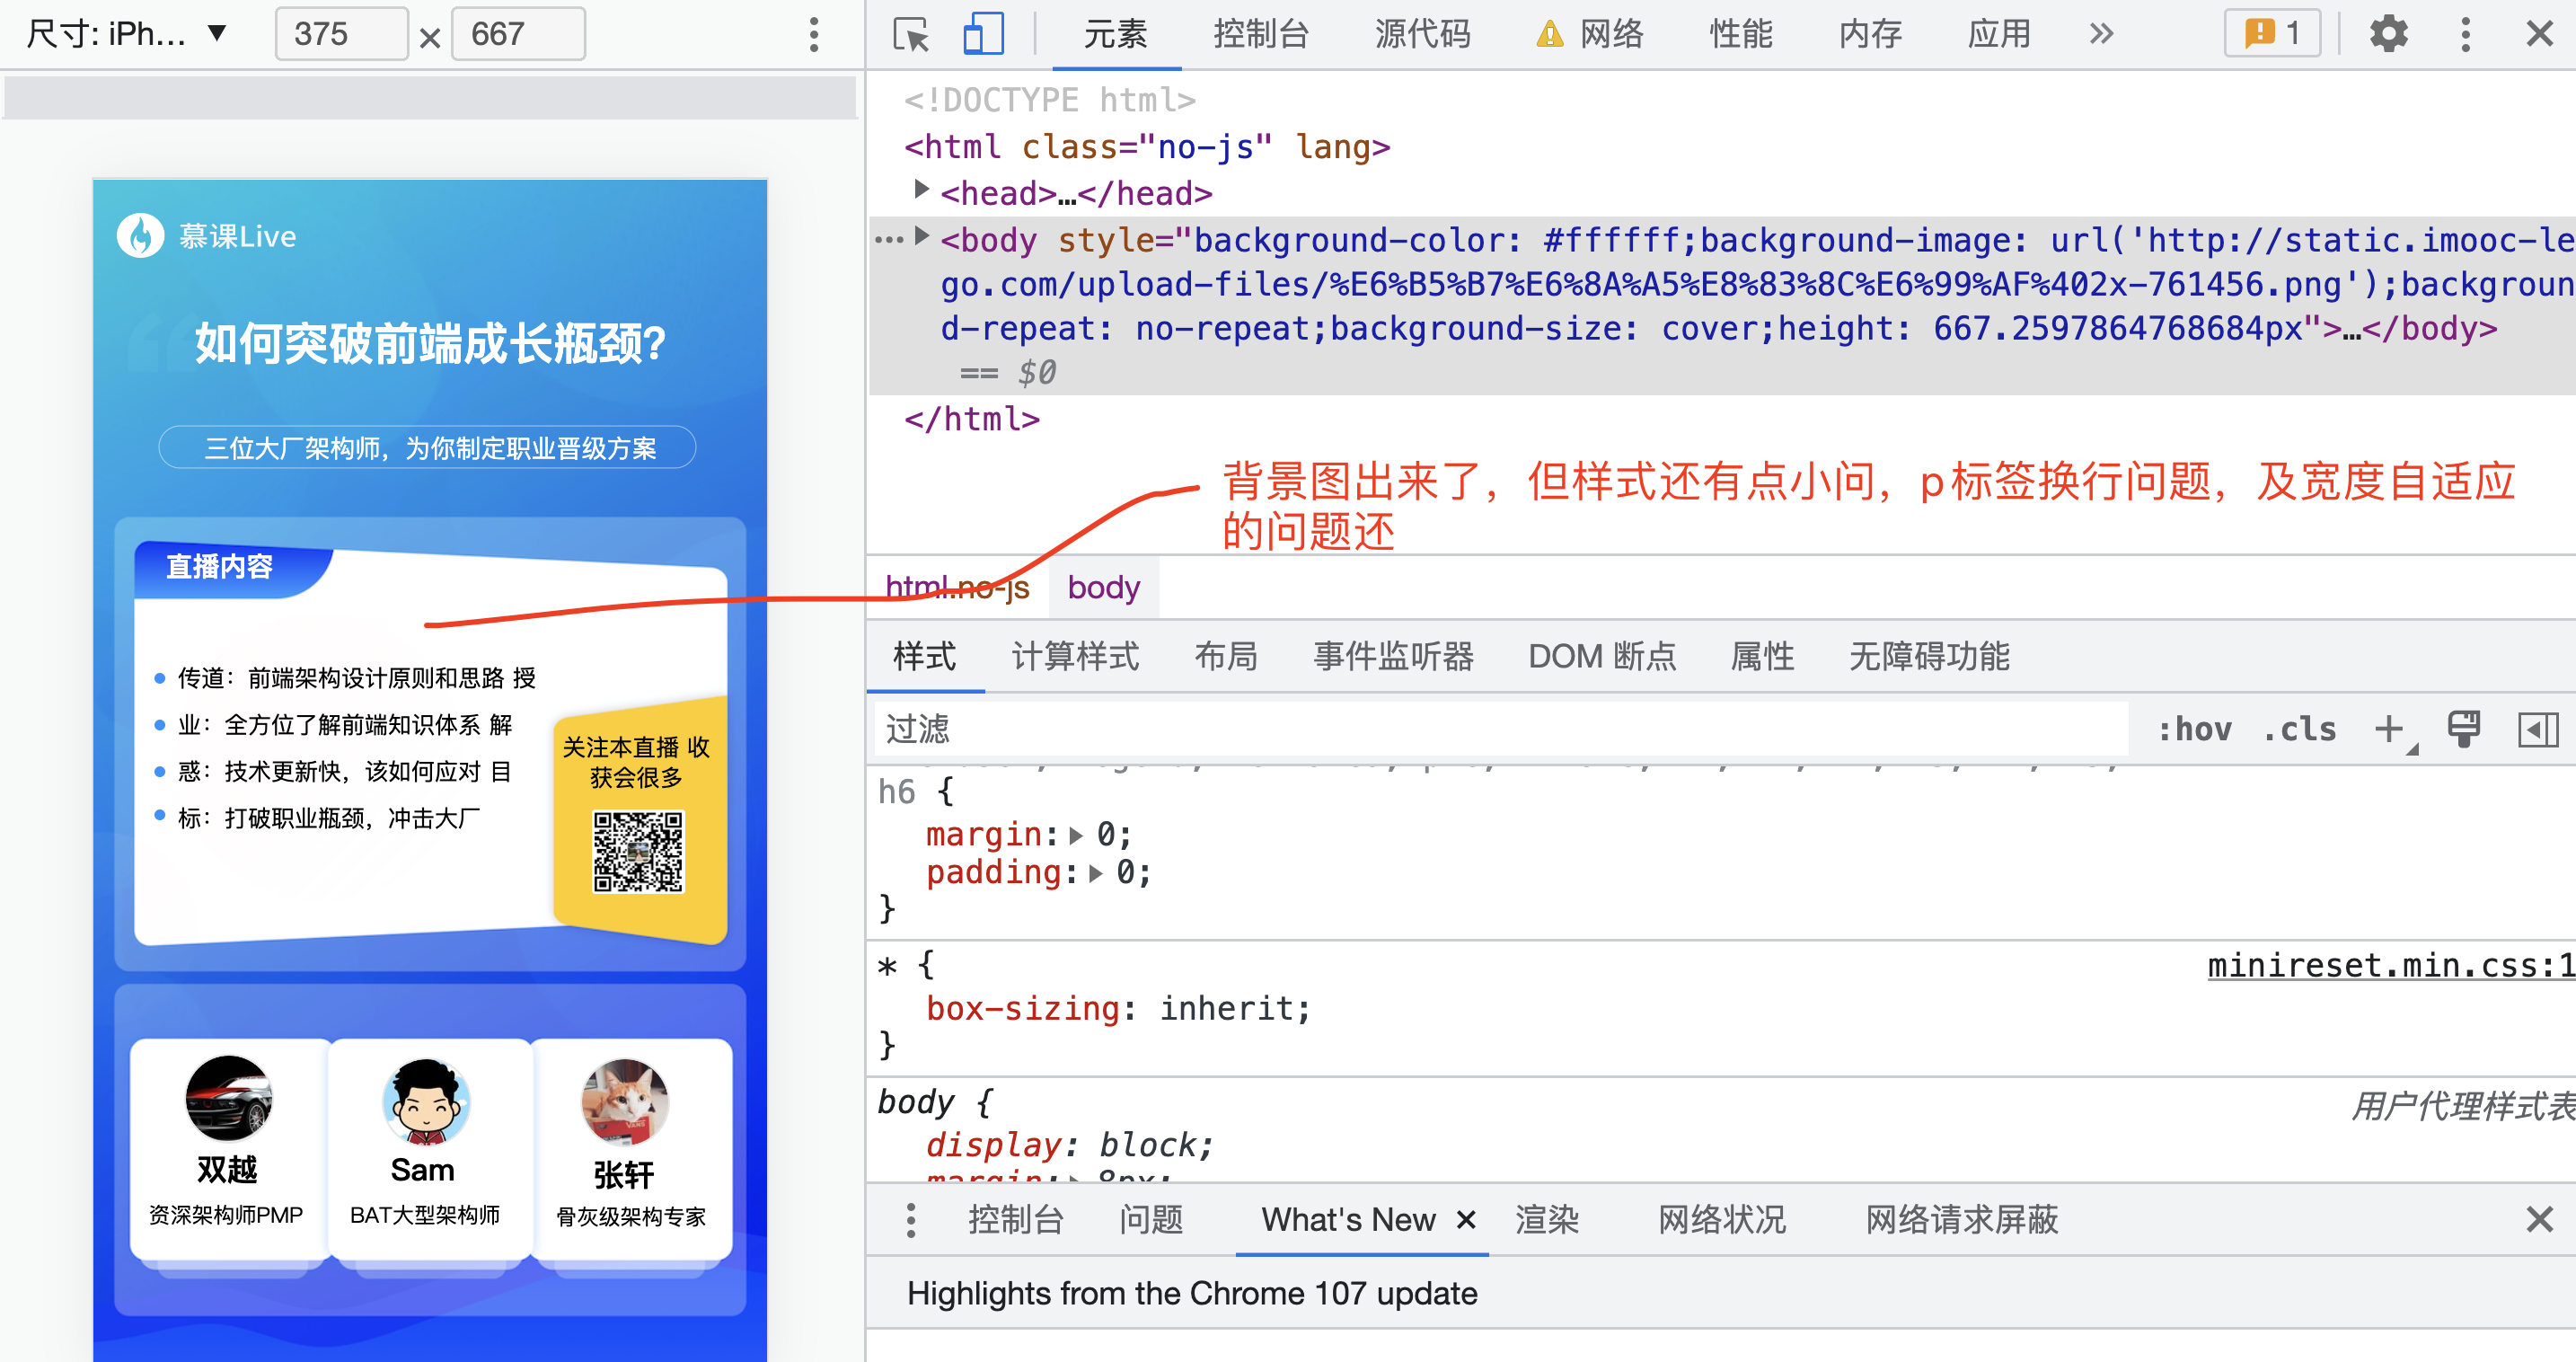 尺寸: iPh... ▼ 375 × 667
元素 控制台 源代码 网络 性能 内存 应用 » 1
<!DOCTYPE html>
<html class="no-js" lang>
<head>…</head>
<body style="background-color: #ffffff;background-image: url('http://static.imooc-le
go.com/upload-files/%E6%B5%B7%E6%8A%A5%E8%83%8C%E6%99%AF%402x-761456.png');backgroun
d-repeat: no-repeat;background-size: cover;height: 667.2597864768684px">…</body>
== $0
</html>
背景图出来了，但样式还有点小问，p标签换行问题，及宽度自适应
的问题还
html.no-js body
样式 计算样式 布局 事件监听器 DOM 断点 属性 无障碍功能
过滤 :hov .cls
h6 {
margin: 0;
padding: 0;
}
* {
minireset.min.css:1
box-sizing: inherit;
}
body {
用户代理样式表
display: block;
margin: 8px;
控制台 问题 What's New × 渲染 网络状况 网络请求屏蔽
Highlights from the Chrome 107 update
慕课Live
如何突破前端成长瓶颈?
三位大厂架构师，为你制定职业晋级方案
直播内容
传道：前端架构设计原则和思路 授
业：全方位了解前端知识体系 解
惑：技术更新快，该如何应对 目
标：打破职业瓶颈，冲击大厂
关注本直播 收
获会很多
双越
资深架构师PMP
Sam
BAT大型架构师
张轩
骨灰级架构专家